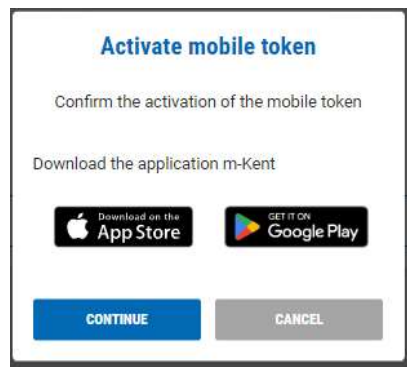 Activate mobile token
Confirm the activation of the mobile token
Download the application m-Kent
Download on the
App Store
GET IT ON
Google Play
CONTINUE
CANCEL